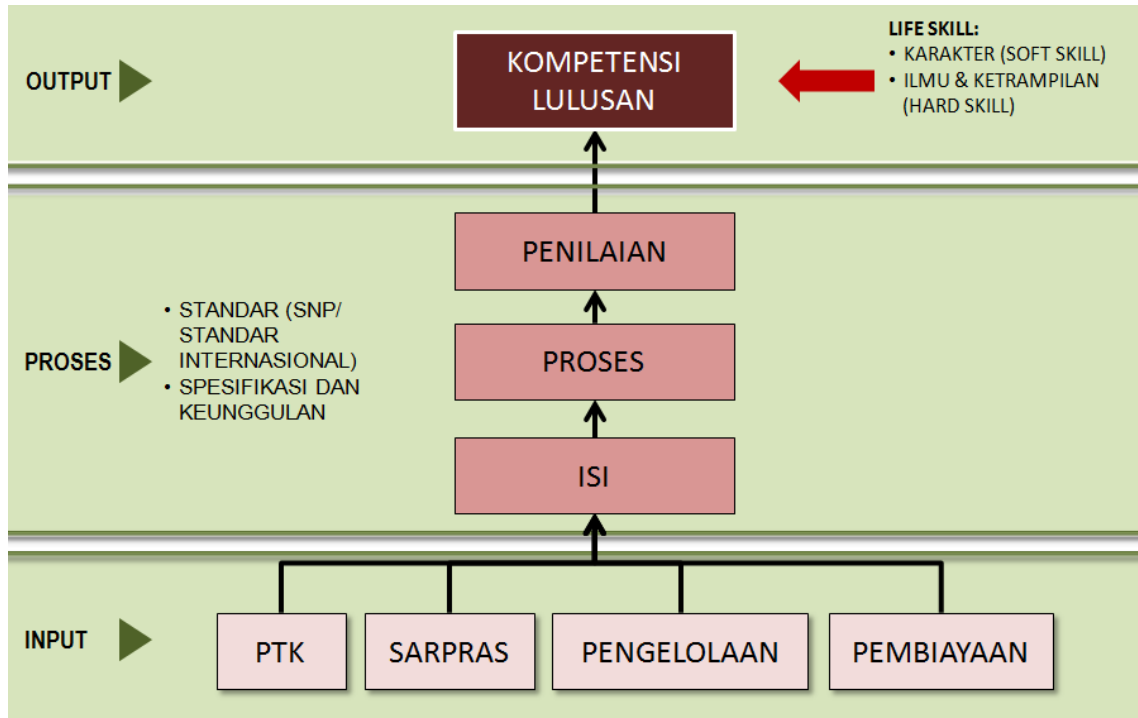 OUTPUT
KOMPETENSI
LULUSAN
LIFE SKILL:
• KARAKTER (SOFT SKILL)
• ILMU & KETRAMPILAN
(HARD SKILL)
PROSES
• STANDAR (SNP/
STANDAR
INTERNASIONAL)
• SPESIFIKASI DAN
KEUNGGULAN
PENILAIAN
PROSES
ISI
INPUT
PTK
SARPRAS
PENGELOLAAN
PEMBIAYAAN